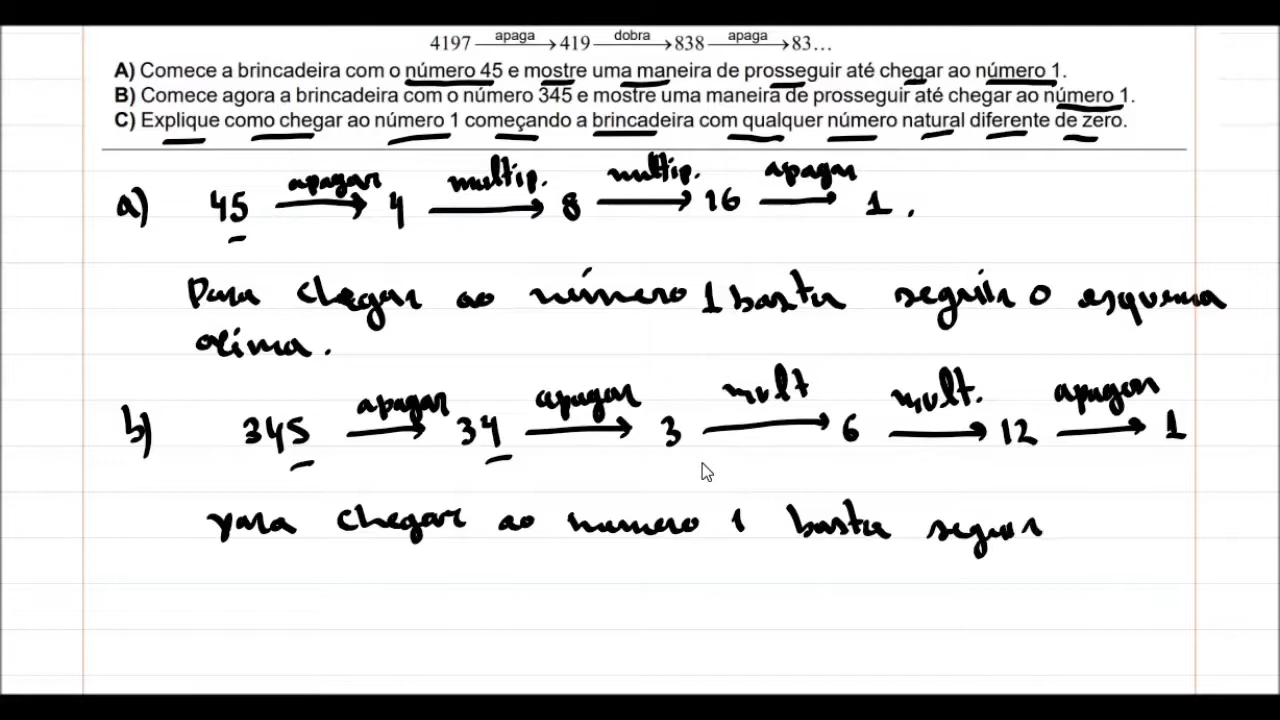 4197 apaga→ 419 dobra→ 838 apaga→ 83...
A) Comece a brincadeira com o número 45 e mostre uma maneira de prosseguir até chegar ao número 1.
B) Comece agora a brincadeira com o número 345 e mostre uma maneira de prosseguir até chegar ao número 1.
C) Explique como chegar ao número 1 começando a brincadeira com qualquer número natural diferente de zero.
a) 45 apagar→ 4 multip.→ 8 multip.→ 16 apagar→ 1.
Para chegar ao número 1 basta seguir o esquema
acima.
b) 345 apagar→ 34 apagar→ 3 mult→ 6 mult.→ 12 apagar→ 1
para chegar ao numero 1 basta seguir